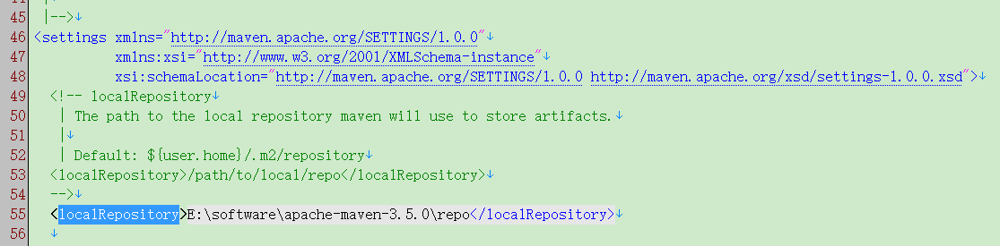 45 |-->↓
46 <settings xmlns="http://maven.apache.org/SETTINGS/1.0.0"↓
47 xmlns:xsi="http://www.w3.org/2001/XMLSchema-instance"↓
48 xsi:schemaLocation="http://maven.apache.org/SETTINGS/1.0.0 http://maven.apache.org/xsd/settings-1.0.0.xsd">↓
49 <!-- localRepository↓
50 | The path to the local repository maven will use to store artifacts.↓
51 |↓
52 | Default: ${user.home}/.m2/repository↓
53 <localRepository>/path/to/local/repo</localRepository>↓
54 -->↓
55 <localRepository>E:\software\apache-maven-3.5.0\repo</localRepository>↓
56 ↓